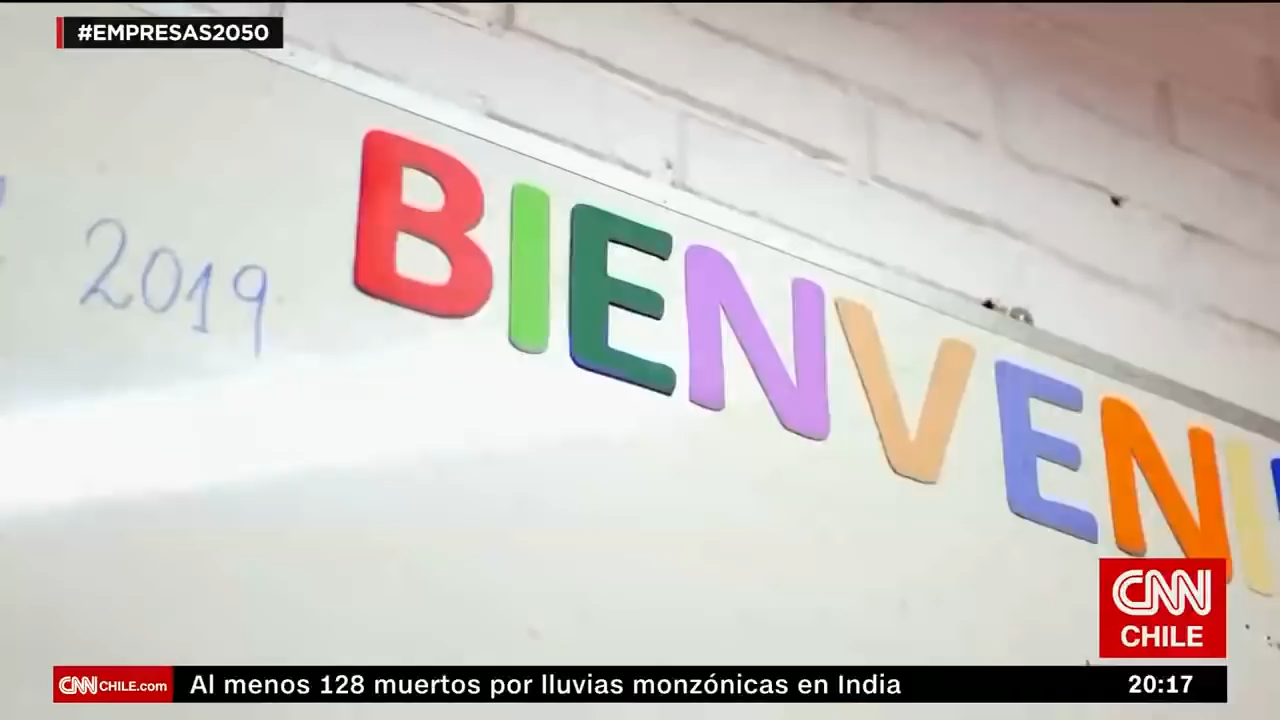 #EMPRESAS2050
2019
BIENVENI
CNN
CHILE
CNNCHILE.com Al menos 128 muertos por lluvias monzónicas en India 20:17